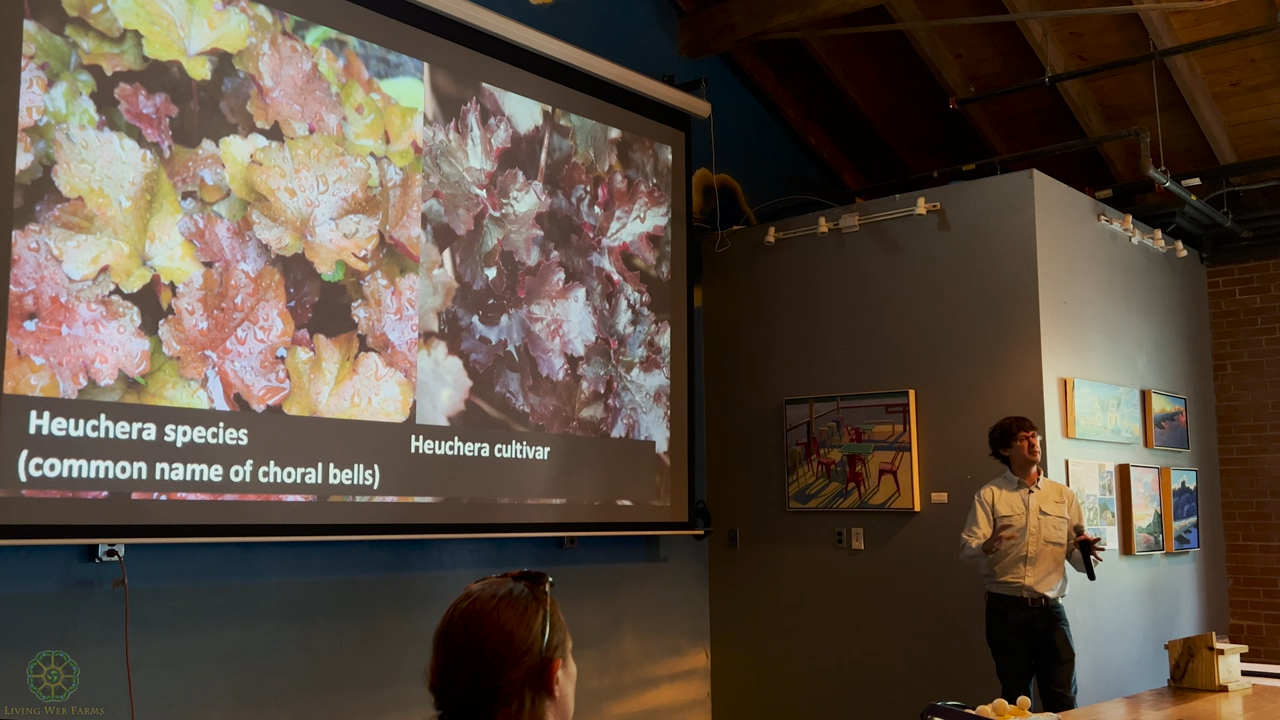 Heuchera species
(common name of choral bells)
Heuchera cultivar
LIVING WEB FARMS